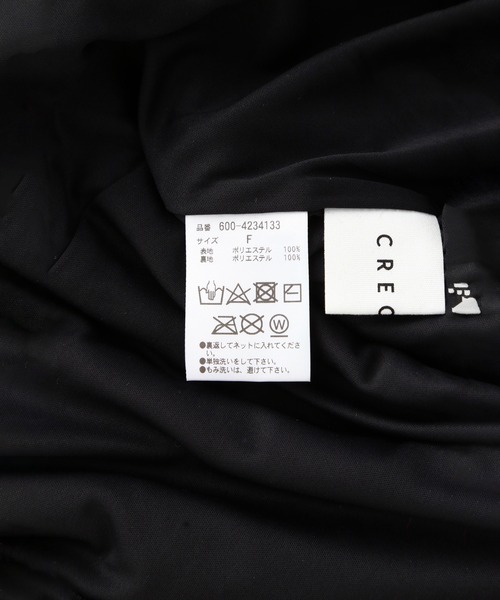 品番 600-4234133
サイズ F
表地 ポリエステル 100%
裏地 ポリエステル 100%
W
●裏返してネットに入れてくださ
い。
●単独洗いをして下さい。
●もみ洗いは、避けて下さい。
CREC